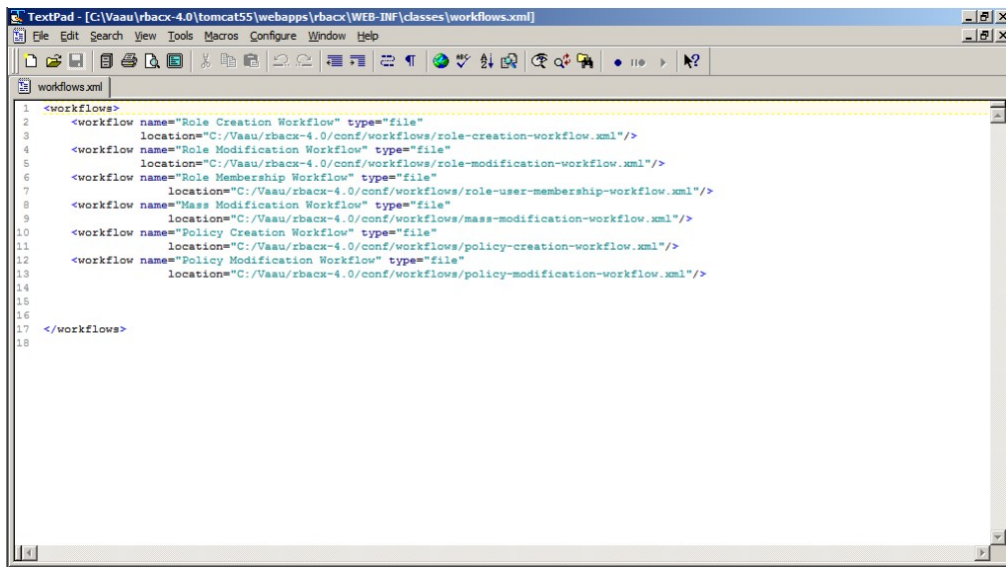 TextPad - [C:\Vaau\rbacx-4.0\tomcat55\webapps\rbacx\WEB-INF\classes\workflows.xml]
File Edit Search View Tools Macros Configure Window Help
workflows.xml
1 <workflows>
2 <workflow name="Role Creation Workflow" type="file"
3 location="C:/Vaau/rbacx-4.0/conf/workflows/role-creation-workflow.xml"/>
4 <workflow name="Role Modification Workflow" type="file"
5 location="C:/Vaau/rbacx-4.0/conf/workflows/role-modification-workflow.xml"/>
6 <workflow name="Role Membership Workflow" type="file"
7 location="C:/Vaau/rbacx-4.0/conf/workflows/role-user-membership-workflow.xml"/>
8 <workflow name="Mass Modification Workflow" type="file"
9 location="C:/Vaau/rbacx-4.0/conf/workflows/mass-modification-workflow.xml"/>
10 <workflow name="Policy Creation Workflow" type="file"
11 location="C:/Vaau/rbacx-4.0/conf/workflows/policy-creation-workflow.xml"/>
12 <workflow name="Policy Modification Workflow" type="file"
13 location="C:/Vaau/rbacx-4.0/conf/workflows/policy-modification-workflow.xml"/>
14
15
16
17 </workflows>
18